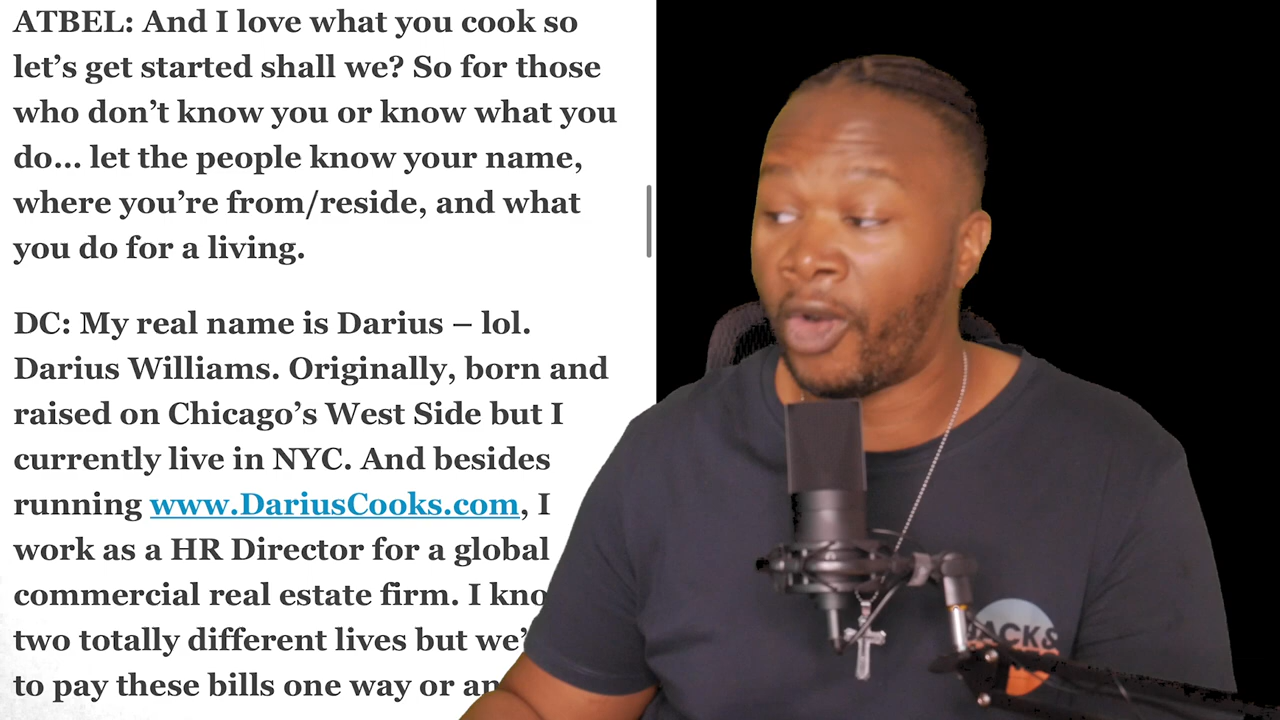 ATBEL: And I love what you cook so
let’s get started shall we? So for those
who don’t know you or know what you
do… let the people know your name,
where you’re from/reside, and what
you do for a living.
DC: My real name is Darius – lol.
Darius Williams. Originally, born and
raised on Chicago’s West Side but I
currently live in NYC. And besides
running www.DariusCooks.com, I
work as a HR Director for a global
commercial real estate firm. I kno
two totally different lives but we’
to pay these bills one way or an